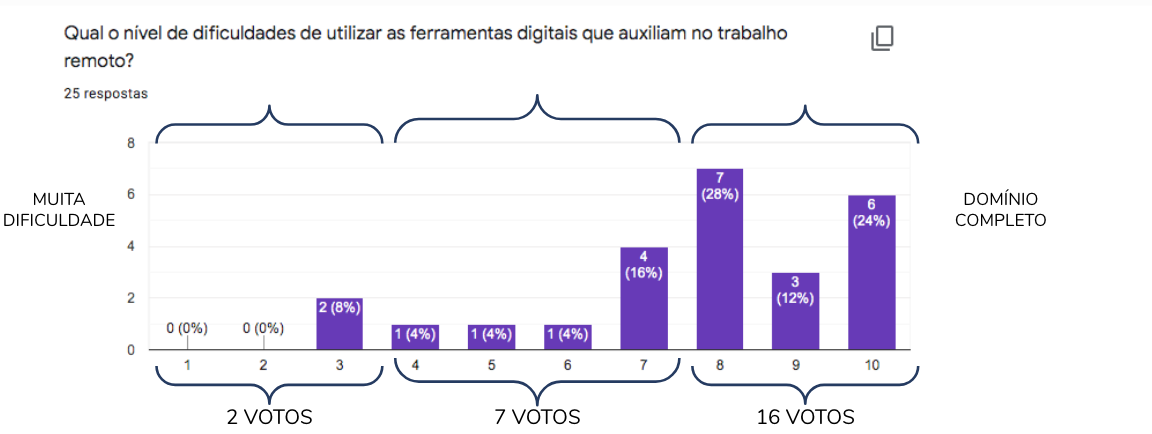 Qual o nível de dificuldades de utilizar as ferramentas digitais que auxiliam no trabalho
remoto?
25 respostas
8
6
4
2
0
MUITA
DIFICULDADE
0 (0%)
0 (0%)
2 (8%)
1 (4%)
1 (4%)
1 (4%)
4
(16%)
7
(28%)
3
(12%)
6
(24%)
DOMÍNIO
COMPLETO
1 2 3 4 5 6 7 8 9 10
2 VOTOS 7 VOTOS 16 VOTOS